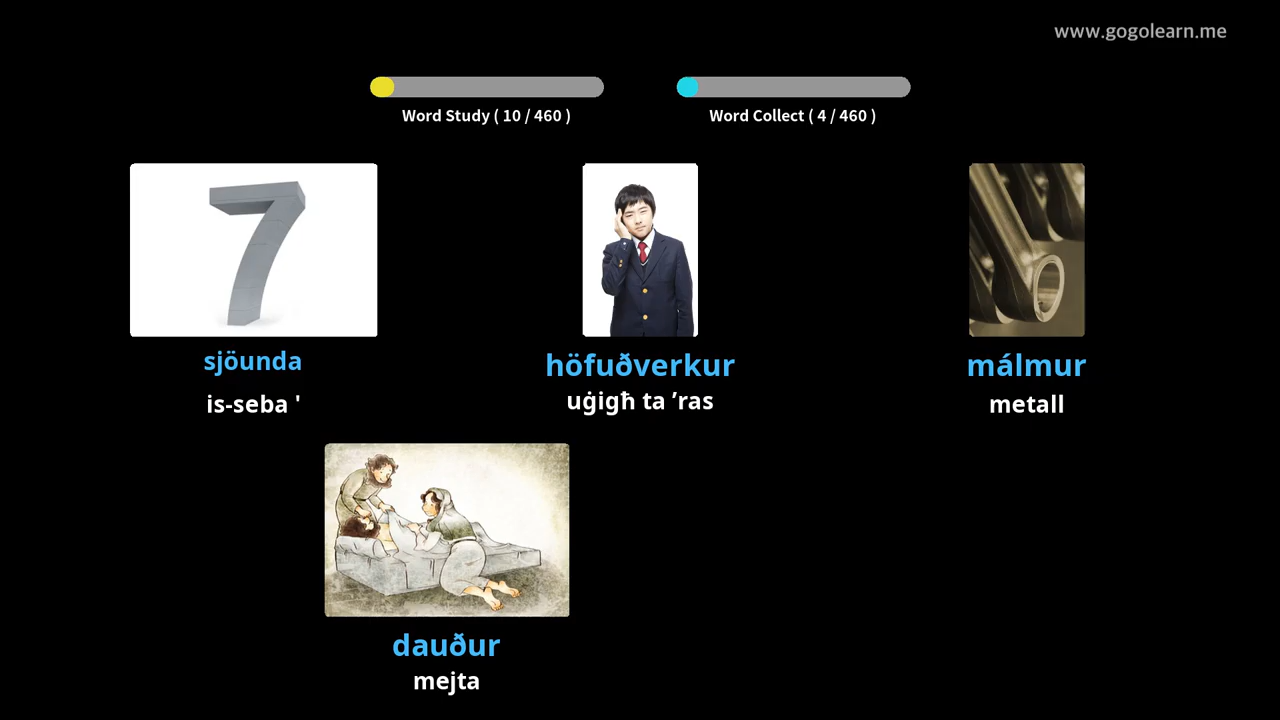 www.gogolearn.me
Word Study ( 10 / 460 )
Word Collect ( 4 / 460 )
7
sjöunda
is-seba '
höfuðverkur
uġigħ ta ’ras
málmur
metall
dauður
mejta